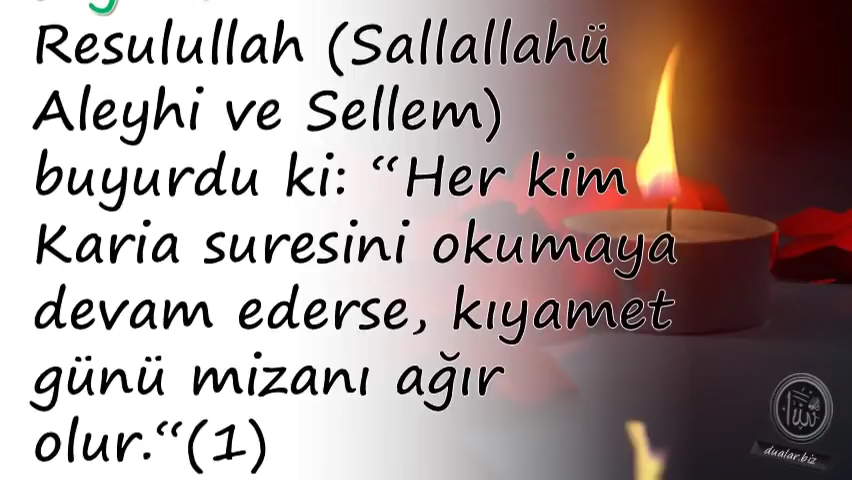 Resulullah (Sallallahü
Aleyhi ve Sellem)
buyurdu ki: “Her kim
Karia suresini okumaya
devam ederse, kıyamet
günü mizanı ağır
olur.“(1)
dualar.biz